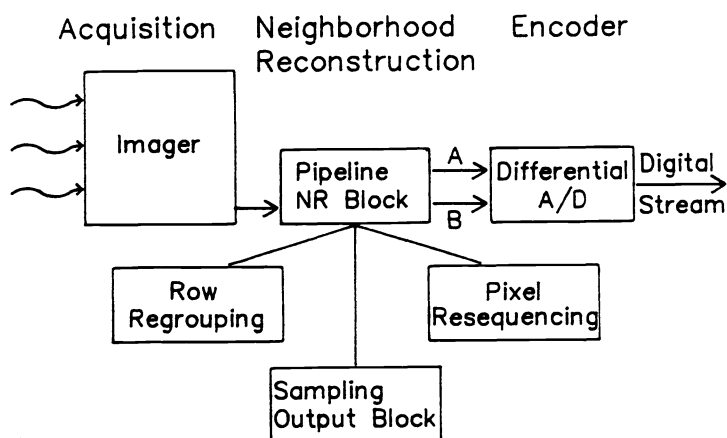 Acquisition
Neighborhood
Reconstruction
Encoder
Imager
Pipeline
NR Block
A
B
Differential
A/D
Digital
Stream
Row
Regrouping
Pixel
Resequencing
Sampling
Output Block